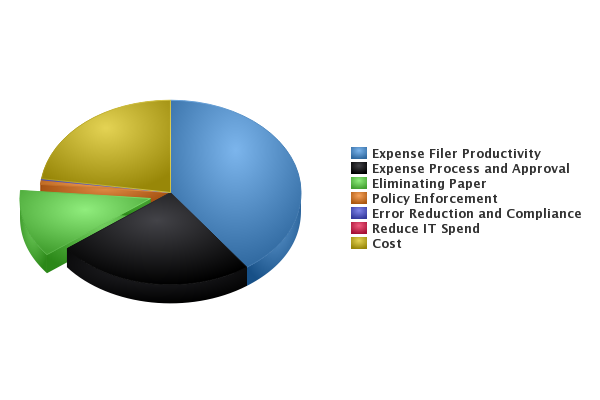 Expense Filer Productivity
Expense Process and Approval
Eliminating Paper
Policy Enforcement
Error Reduction and Compliance
Reduce IT Spend
Cost